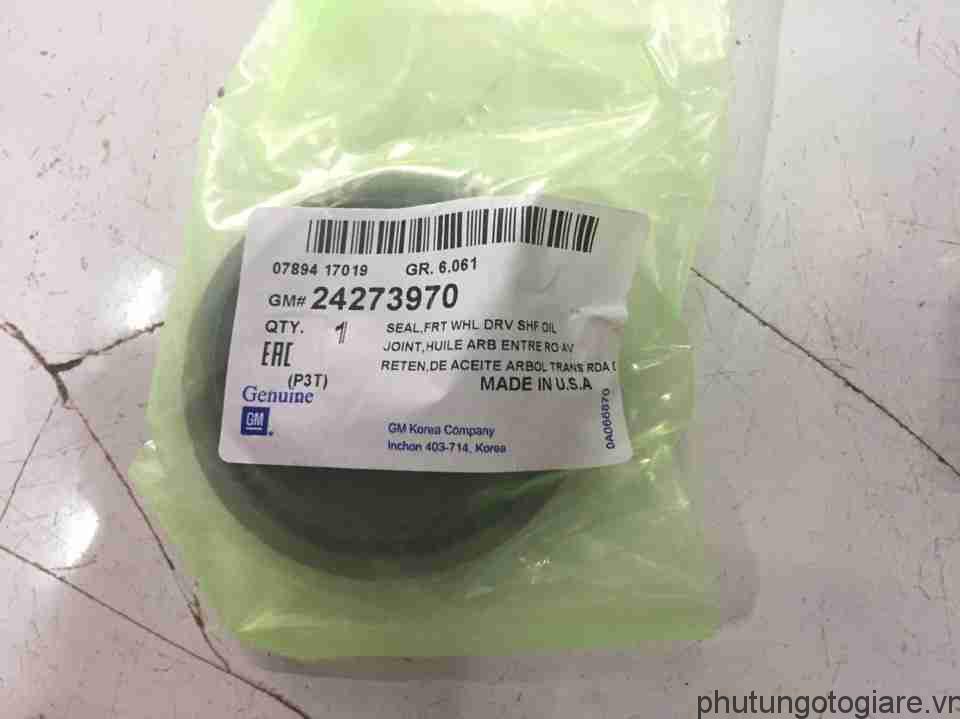 07894 17019 GR. 6.061
GM# 24273970
QTY. 1 SEAL,FRT WHL DRV SHF OIL
JOINT,HUILE ARB ENTRE RO AV
RETEN,DE ACEITE ARBOL TRANS RDA
EAC
(P3T) MADE IN U.S.A
Genuine
GM
GM Korea Company
Inchon 403-714, Korea
0A066870
phutungotogiare.vn